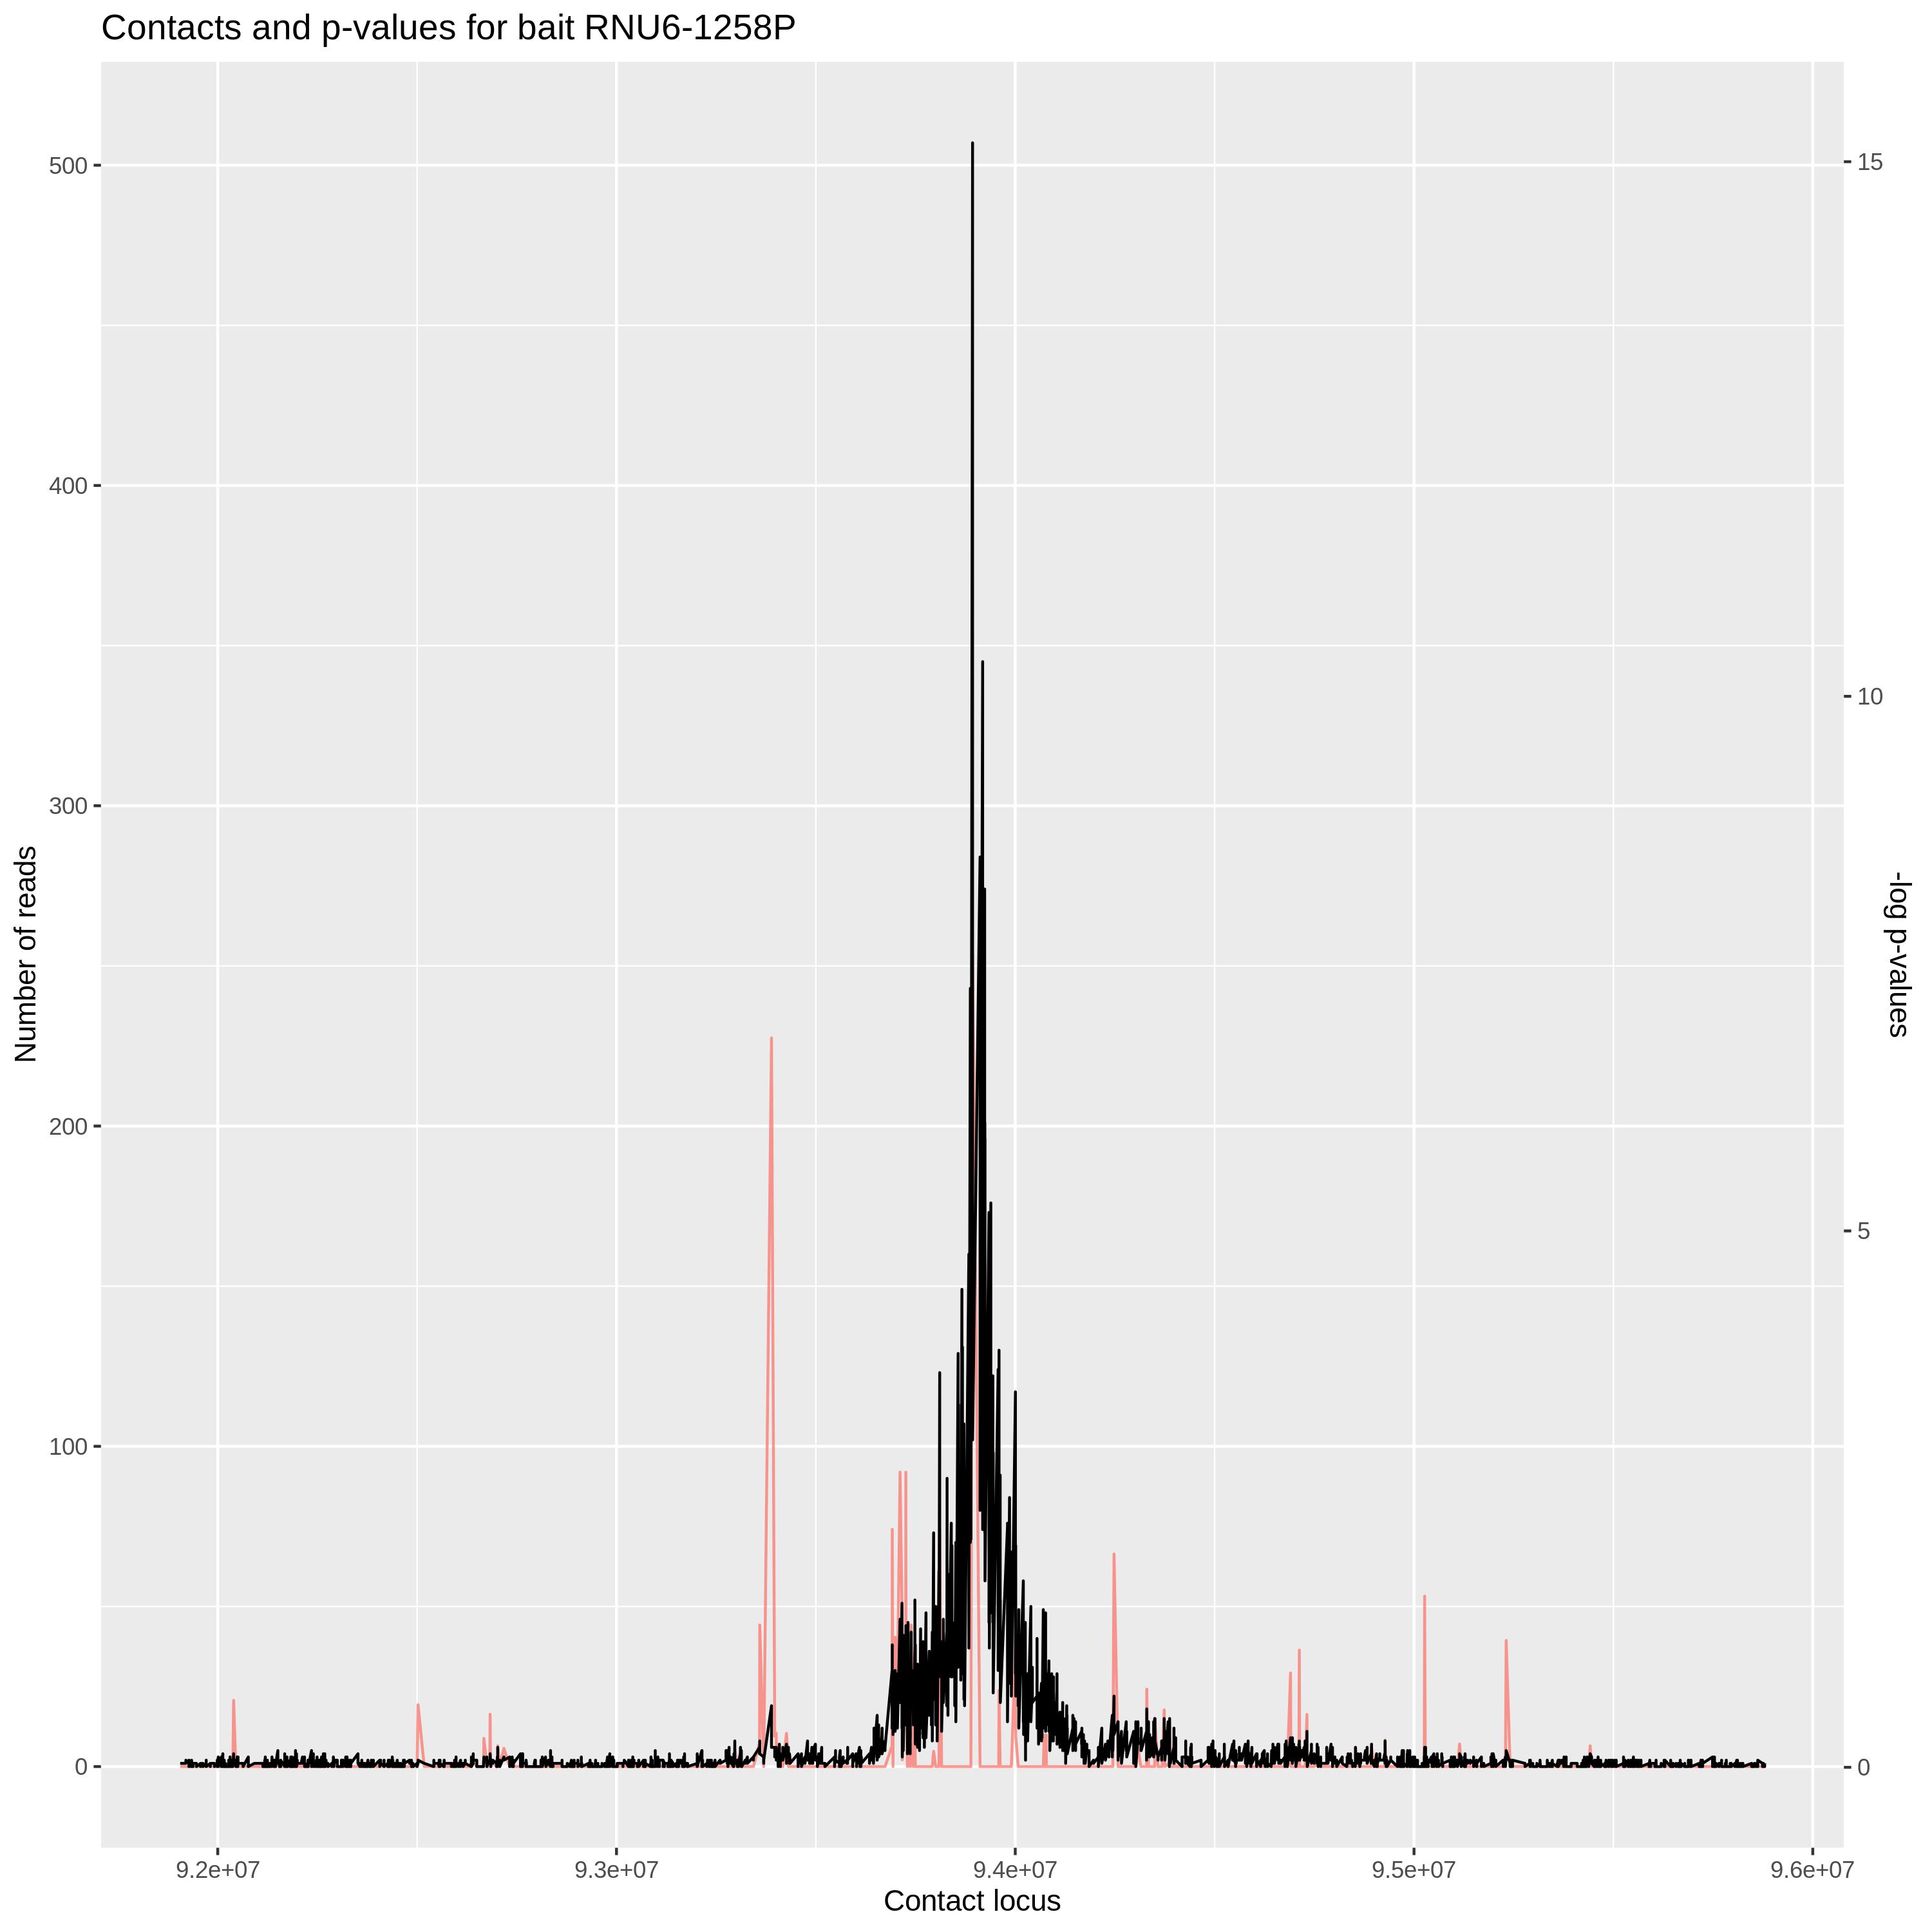 Contacts and p-values for bait RNU6-1258P
500
400
300
200
100
0
Number of reads
15
10
5
0
-log p-values
9.2e+07
9.3e+07
9.4e+07
9.5e+07
9.6e+07
Contact locus